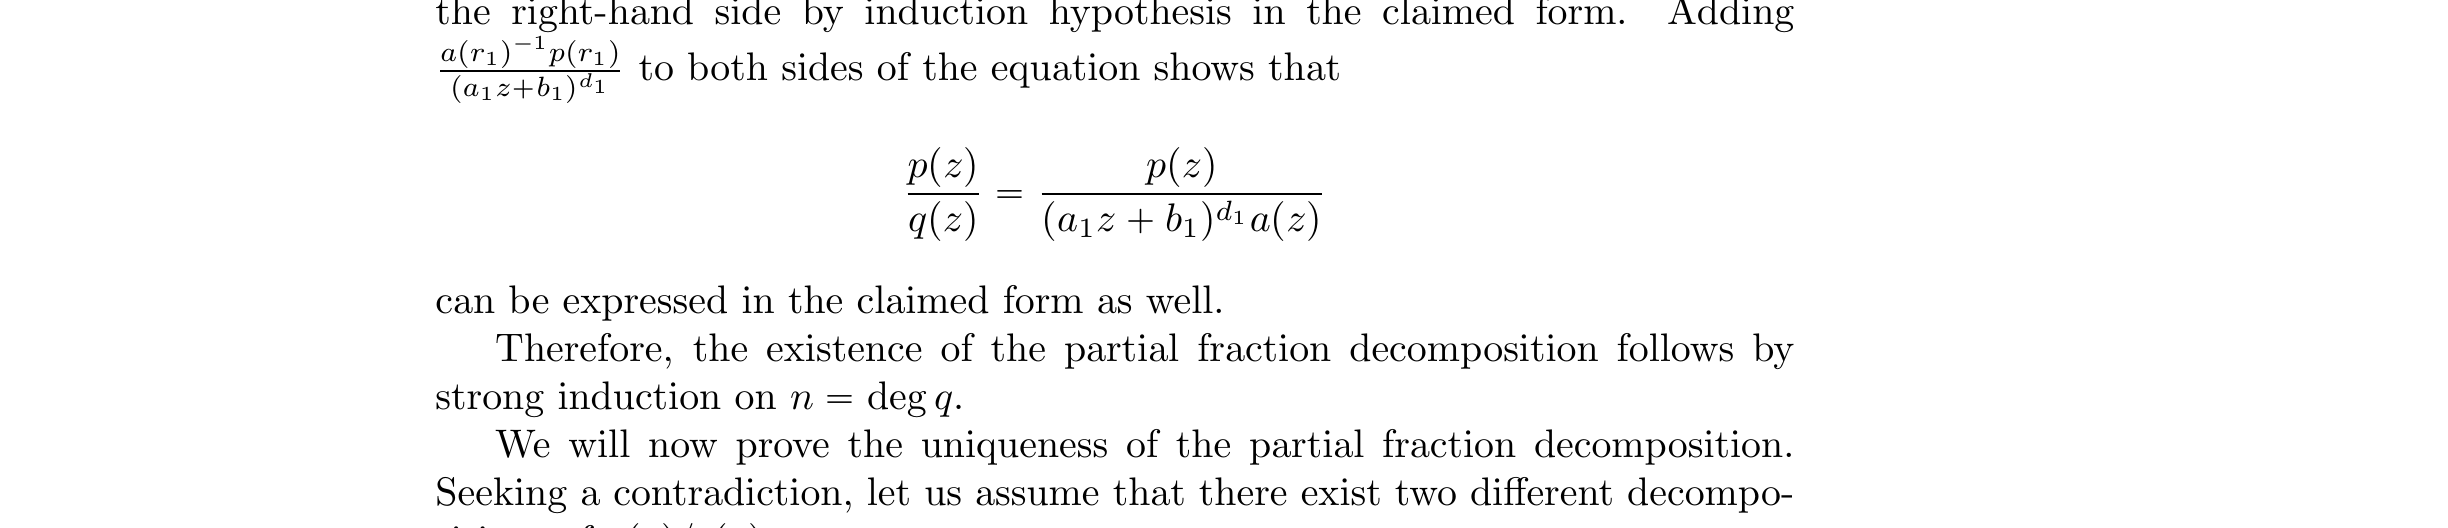 the right-hand side by induction hypothesis in the claimed form. Adding
\frac{a(r_1)^{-1}p(r_1)}{(a_1z+b_1)^{d_1}} to both sides of the equation shows that
\frac{p(z)}{q(z)} = \frac{p(z)}{(a_1z + b_1)^{d_1}a(z)}
can be expressed in the claimed form as well.
Therefore, the existence of the partial fraction decomposition follows by
strong induction on n = deg q.
We will now prove the uniqueness of the partial fraction decomposition.
Seeking a contradiction, let us assume that there exist two different decompo-